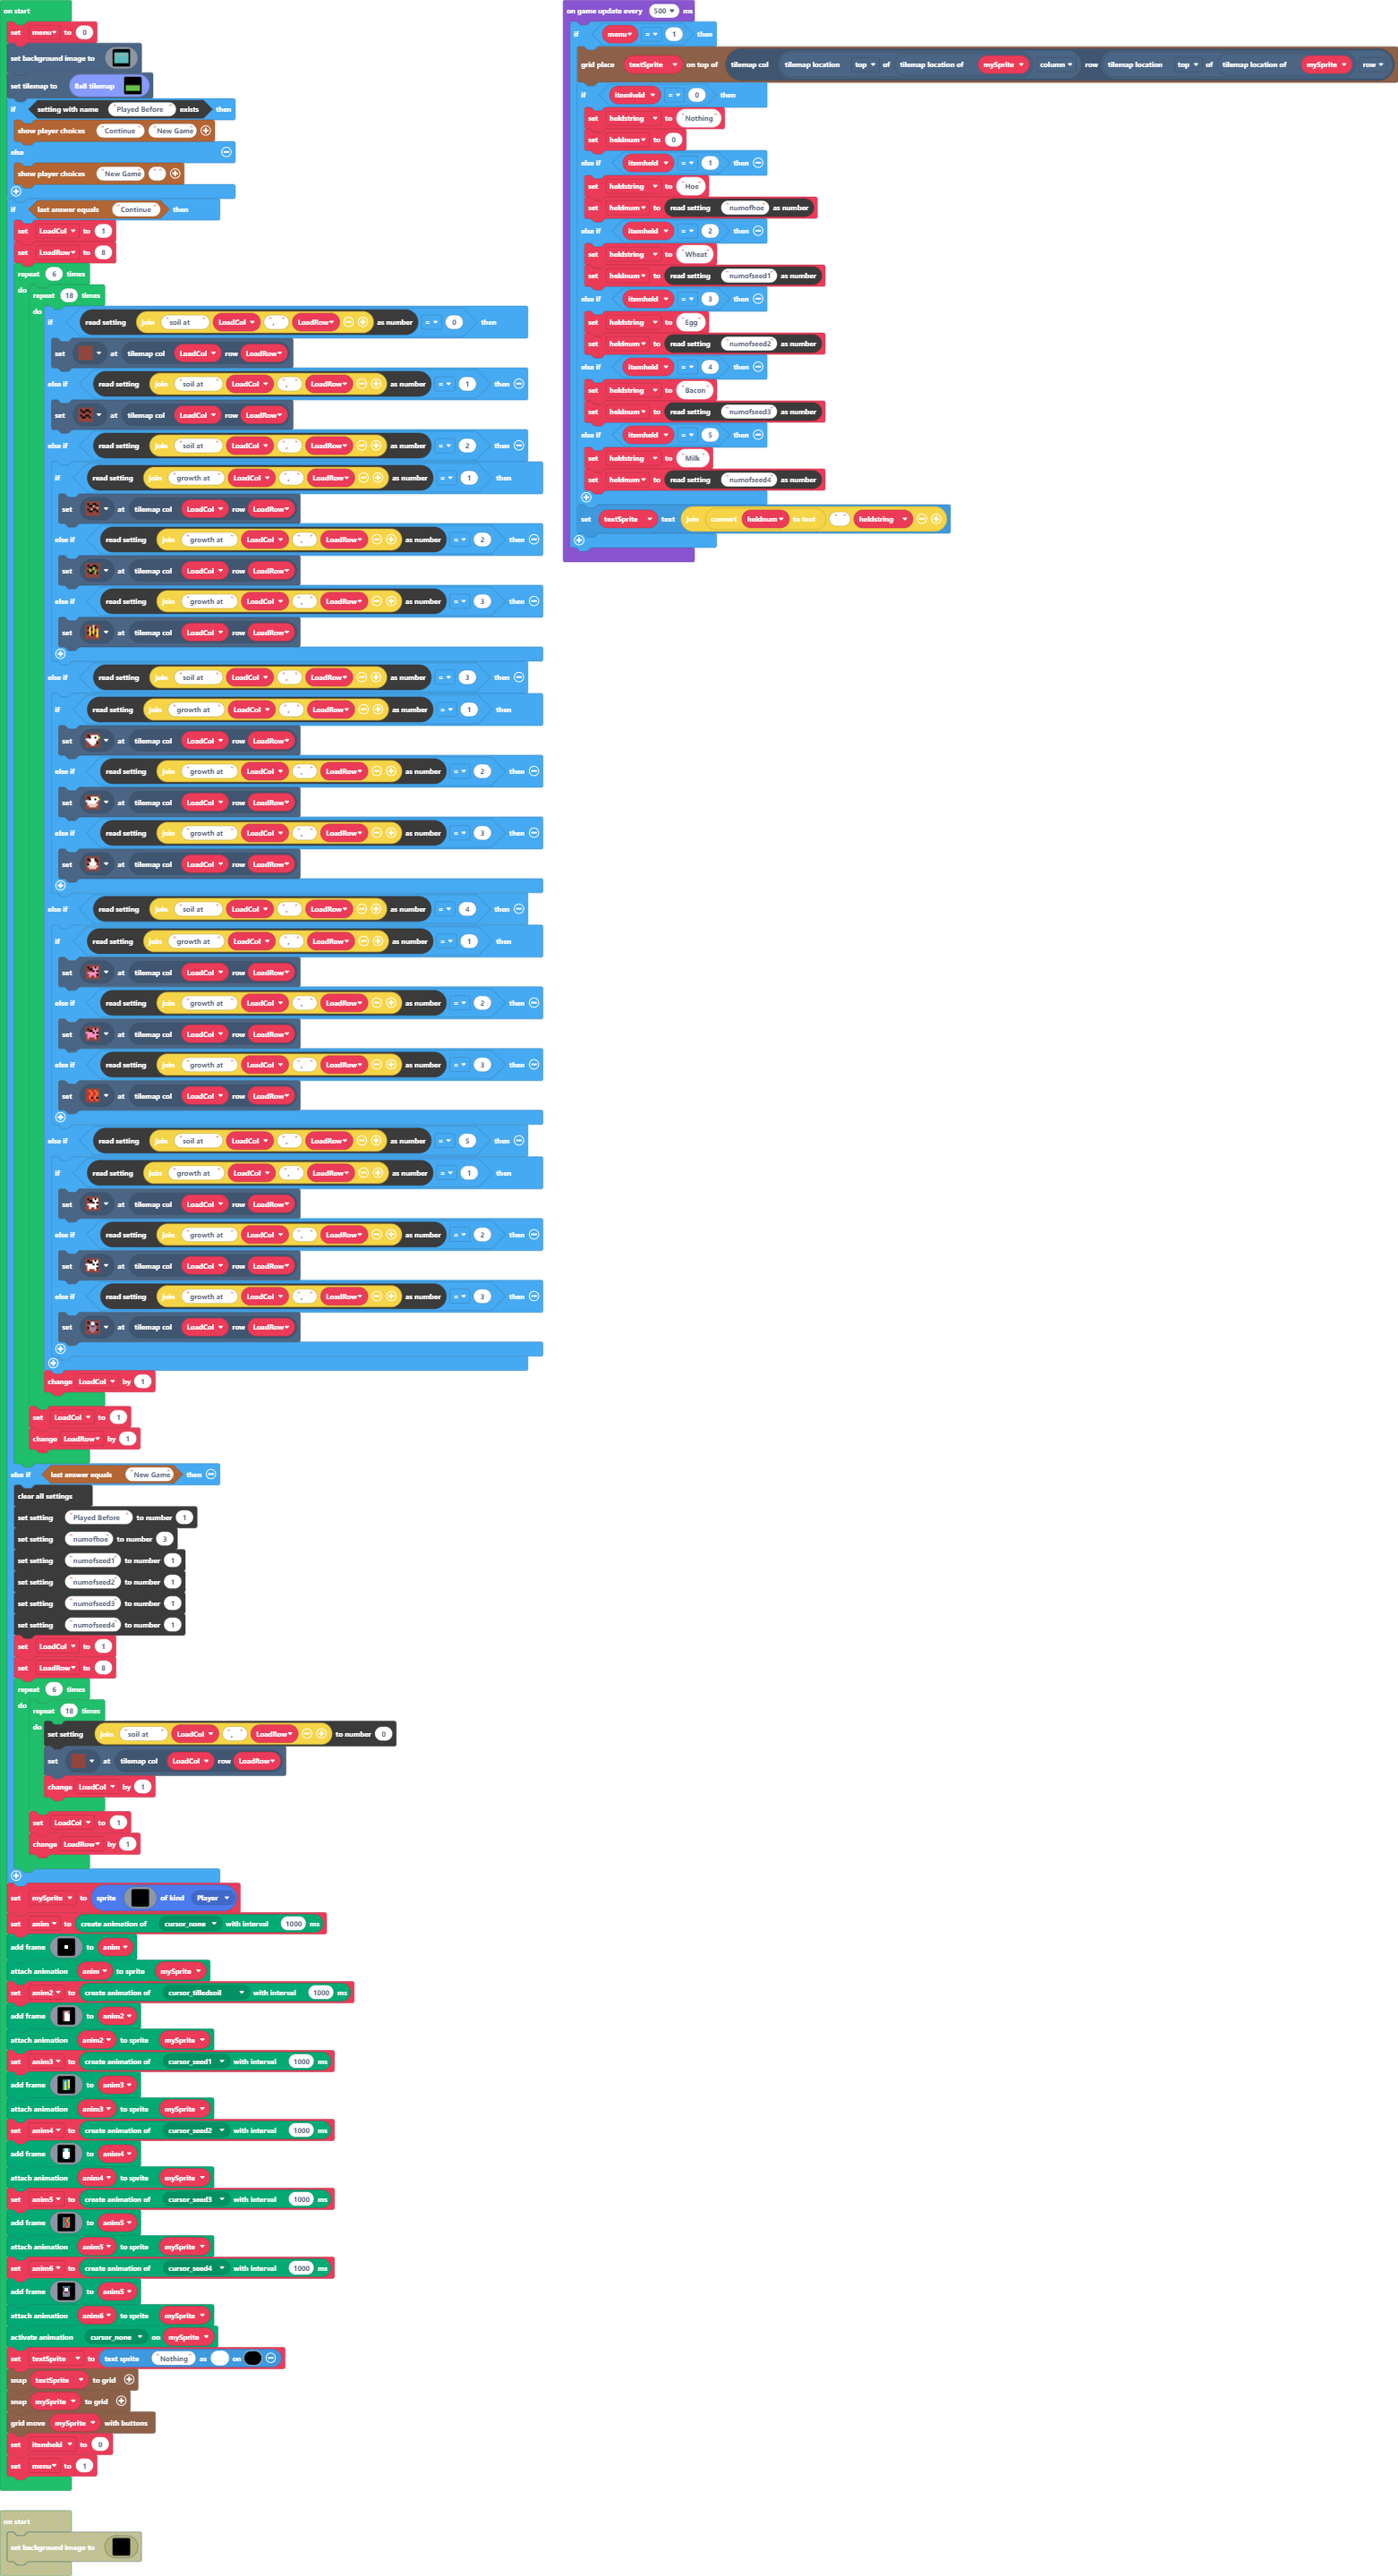 on start
set menu to 0
set background image to
set tilemap to 8x8 tilemap
if setting with name "Played Before" exists then
show player choices "Continue" "New Game"
else
show player choices "New Game" " "
if last answer equals "Continue" then
set LoadCol to 1
set LoadRow to 8
repeat 6 times
do repeat 18 times
do if read setting join "soil at " LoadCol "," LoadRow as number = 0 then
set at tilemap col LoadCol row LoadRow
else if read setting join "soil at " LoadCol "," LoadRow as number = 1 then
set at tilemap col LoadCol row LoadRow
else if read setting join "soil at " LoadCol "," LoadRow as number = 2 then
if read setting join "growth at " LoadCol "," LoadRow as number = 1 then
set at tilemap col LoadCol row LoadRow
else if read setting join "growth at " LoadCol "," LoadRow as number = 2 then
set at tilemap col LoadCol row LoadRow
else if read setting join "growth at " LoadCol "," LoadRow as number = 3 then
set at tilemap col LoadCol row LoadRow
else if read setting join "soil at " LoadCol "," LoadRow as number = 3 then
if read setting join "growth at " LoadCol "," LoadRow as number = 1 then
set at tilemap col LoadCol row LoadRow
else if read setting join "growth at " LoadCol "," LoadRow as number = 2 then
set at tilemap col LoadCol row LoadRow
else if read setting join "growth at " LoadCol "," LoadRow as number = 3 then
set at tilemap col LoadCol row LoadRow
else if read setting join "soil at " LoadCol "," LoadRow as number = 4 then
if read setting join "growth at " LoadCol "," LoadRow as number = 1 then
set at tilemap col LoadCol row LoadRow
else if read setting join "growth at " LoadCol "," LoadRow as number = 2 then
set at tilemap col LoadCol row LoadRow
else if read setting join "growth at " LoadCol "," LoadRow as number = 3 then
set at tilemap col LoadCol row LoadRow
else if read setting join "soil at " LoadCol "," LoadRow as number = 5 then
if read setting join "growth at " LoadCol "," LoadRow as number = 1 then
set at tilemap col LoadCol row LoadRow
else if read setting join "growth at " LoadCol "," LoadRow as number = 2 then
set at tilemap col LoadCol row LoadRow
else if read setting join "growth at " LoadCol "," LoadRow as number = 3 then
set at tilemap col LoadCol row LoadRow
change LoadCol by 1
set LoadCol to 1
change LoadRow by 1
else if last answer equals "New Game" then
clear all settings
set setting "Played Before" to number 1
set setting "numofhoe" to number 3
set setting "numofseed1" to number 1
set setting "numofseed2" to number 1
set setting "numofseed3" to number 1
set setting "numofseed4" to number 1
set LoadCol to 1
set LoadRow to 8
repeat 6 times
do repeat 18 times
do set setting join "soil at " LoadCol "," LoadRow to number 0
set at tilemap col LoadCol row LoadRow
change LoadCol by 1
set LoadCol to 1
change LoadRow by 1
set mySprite to sprite of kind Player
set anim to create animation of cursor_none with interval 1000 ms
add frame to anim
attach animation anim to sprite mySprite
set anim2 to create animation of cursor_tilledsoil with interval 1000 ms
add frame to anim2
attach animation anim2 to sprite mySprite
set anim3 to create animation of cursor_seed1 with interval 1000 ms
add frame to anim3
attach animation anim3 to sprite mySprite
set anim4 to create animation of cursor_seed2 with interval 1000 ms
add frame to anim4
attach animation anim4 to sprite mySprite
set anim5 to create animation of cursor_seed3 with interval 1000 ms
add frame to anim5
attach animation anim5 to sprite mySprite
set anim6 to create animation of cursor_seed4 with interval 1000 ms
add frame to anim5
attach animation anim6 to sprite mySprite
activate animation cursor_none on mySprite
set textSprite to text sprite "Nothing" as on
snap textSprite to grid
snap mySprite to grid
grid move mySprite with buttons
set itemheld to 0
set menu to 1
on start
set background image to
on game update every 500 ms
if menu = 1 then
grid place textSprite on top of tilemap col tilemap location top of tilemap location of mySprite column row tilemap location top of tilemap location of mySprite row
if itemheld = 0 then
set heldstring to "Nothing"
set heldnum to 0
else if itemheld = 1 then
set heldstring to "Hoe"
set heldnum to read setting "numofhoe" as number
else if itemheld = 2 then
set heldstring to "Wheat"
set heldnum to read setting "numofseed1" as number
else if itemheld = 3 then
set heldstring to "Egg"
set heldnum to read setting "numofseed2" as number
else if itemheld = 4 then
set heldstring to "Bacon"
set heldnum to read setting "numofseed3" as number
else if itemheld = 5 then
set heldstring to "Milk"
set heldnum to read setting "numofseed4" as number
set textSprite text join convert heldnum to text " " heldstring